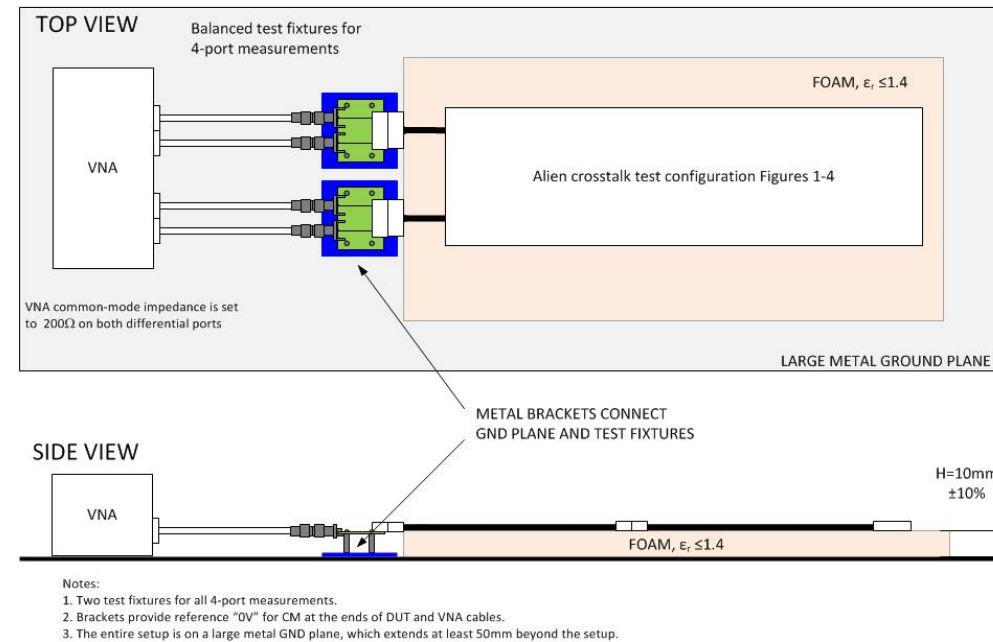 TOP VIEW
Balanced test fixtures for
4-port measurements
FOAM, εr ≤1.4
VNA
Alien crosstalk test configuration Figures 1-4
VNA common-mode impedance is set
to 200Ω on both differential ports
LARGE METAL GROUND PLANE
METAL BRACKETS CONNECT
GND PLANE AND TEST FIXTURES
SIDE VIEW
H=10mm
±10%
VNA
FOAM, εr ≤1.4
Notes:
1. Two test fixtures for all 4-port measurements.
2. Brackets provide reference “0V” for CM at the ends of DUT and VNA cables.
3. The entire setup is on a large metal GND plane, which extends at least 50mm beyond the setup.